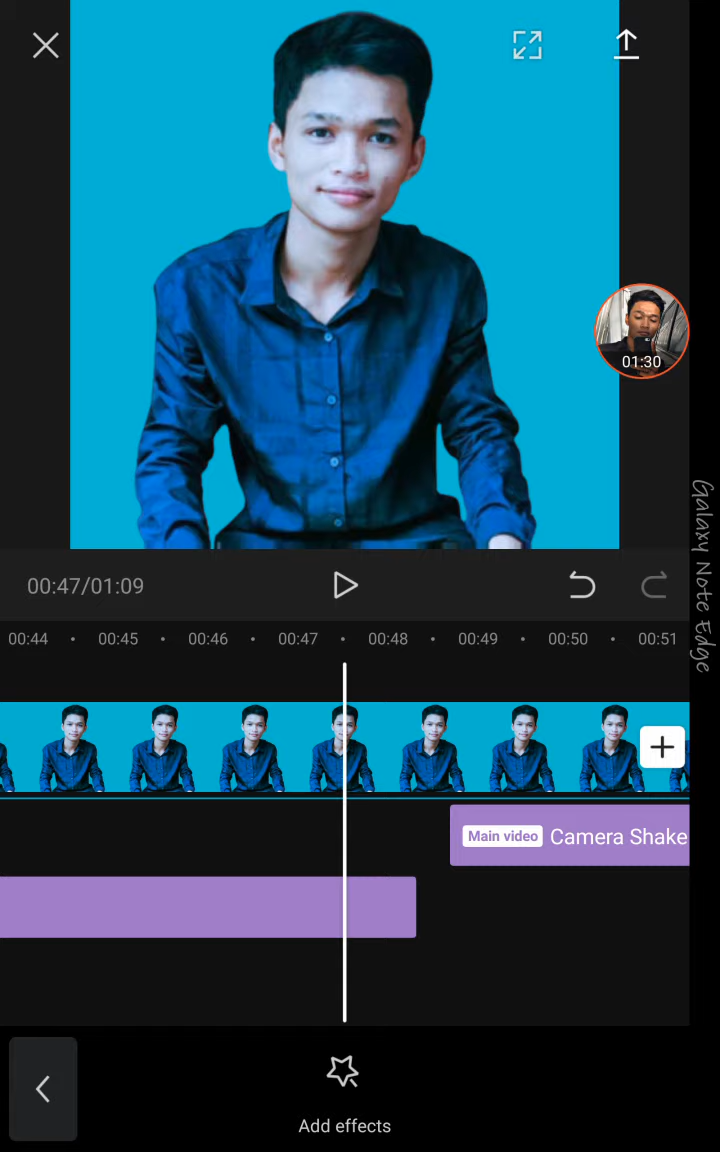 01:30
Galaxy Note Edge
00:47/01:09
00:44 • 00:45 • 00:46 • 00:47 • 00:48 • 00:49 • 00:50 • 00:51
Main video Camera Shake
Add effects